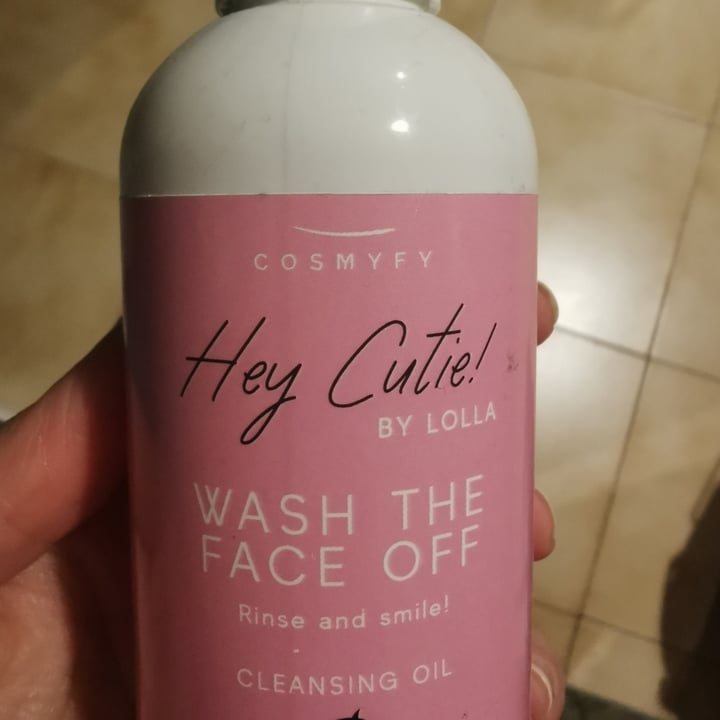 COSMYFY
Hey Cutie!
BY LOLLA
WASH THE
FACE OFF
Rinse and smile!
CLEANSING OIL